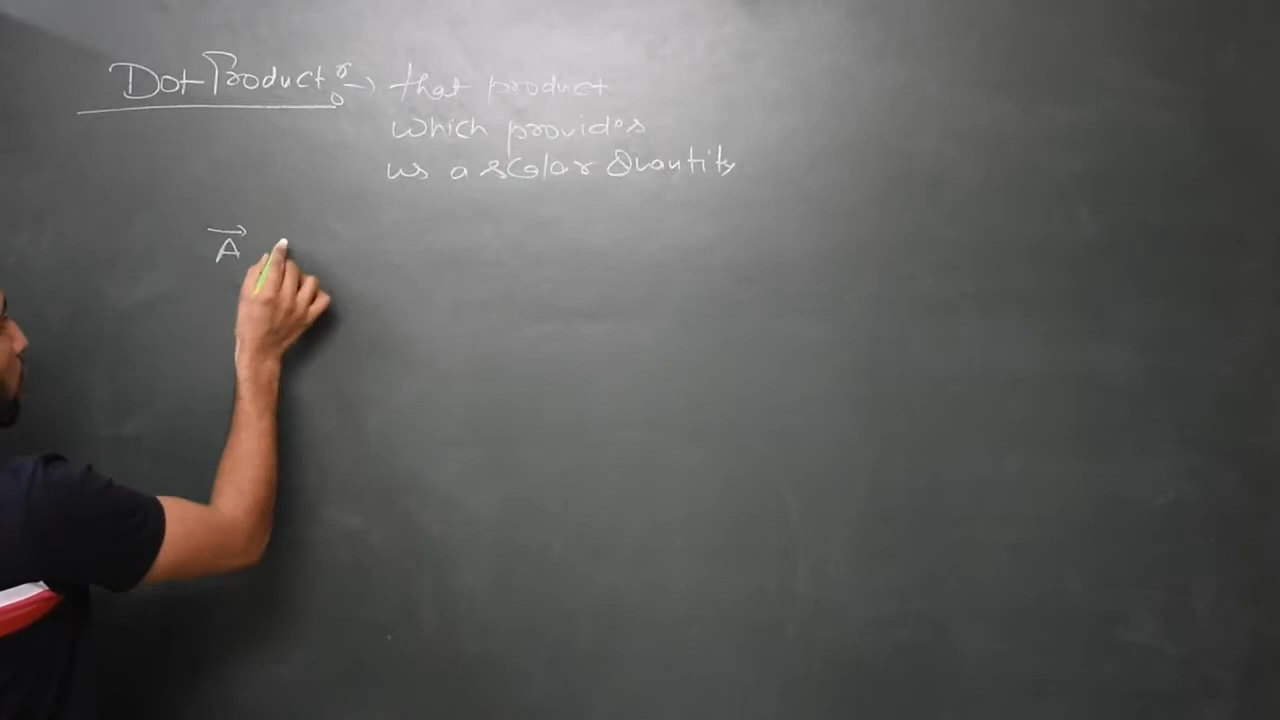 Dot Product :-) that product
which provides
us a scalar Quantity
A